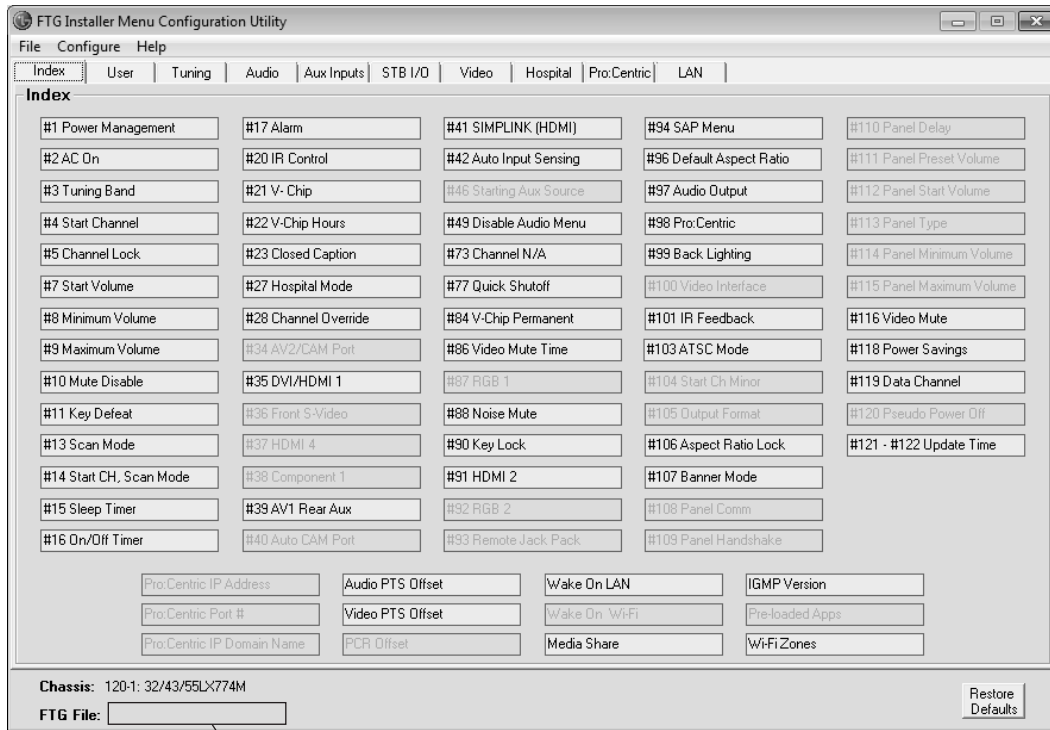 FTG Installer Menu Configuration Utility
File Configure Help
Index User Tuning Audio Aux Inputs STB I/O Video Hospital Pro:Centric LAN
Index
#1 Power Management #17 Alarm #41 SIMPLINK (HDMI) #94 SAP Menu #110 Panel Delay
#2 AC On #20 IR Control #42 Auto Input Sensing #96 Default Aspect Ratio #111 Panel Preset Volume
#3 Tuning Band #21 V- Chip #46 Starting Aux Source #97 Audio Output #112 Panel Start Volume
#4 Start Channel #22 V-Chip Hours #49 Disable Audio Menu #98 Pro:Centric #113 Panel Type
#5 Channel Lock #23 Closed Caption #73 Channel N/A #99 Back Lighting #114 Panel Minimum Volume
#7 Start Volume #27 Hospital Mode #77 Quick Shutoff #100 Video Interface #115 Panel Maximum Volume
#8 Minimum Volume #28 Channel Override #84 V-Chip Permanent #101 IR Feedback #116 Video Mute
#9 Maximum Volume #34 AV2/CAM Port #86 Video Mute Time #103 ATSC Mode #118 Power Savings
#10 Mute Disable #35 DVI/HDMI 1 #87 RGB 1 #104 Start Ch Minor #119 Data Channel
#11 Key Defeat #36 Front S-Video #88 Noise Mute #105 Output Format #120 Pseudo Power Off
#13 Scan Mode #37 HDMI 4 #90 Key Lock #106 Aspect Ratio Lock #121 - #122 Update Time
#14 Start CH, Scan Mode #38 Component 1 #91 HDMI 2 #107 Banner Mode
#15 Sleep Timer #39 AV1 Rear Aux #92 RGB 2 #108 Panel Comm
#16 On/Off Timer #40 Auto CAM Port #93 Remote Jack Pack #109 Panel Handshake
Pro:Centric IP Address Audio PTS Offset Wake On LAN IGMP Version
Pro:Centric Port # Video PTS Offset Wake On Wi-Fi Pre-loaded Apps
Pro:Centric IP Domain Name PCR Offset Media Share Wi-Fi Zones
Chassis: 120-1: 32/43/55LX774M
FTG File:
Restore
Defaults